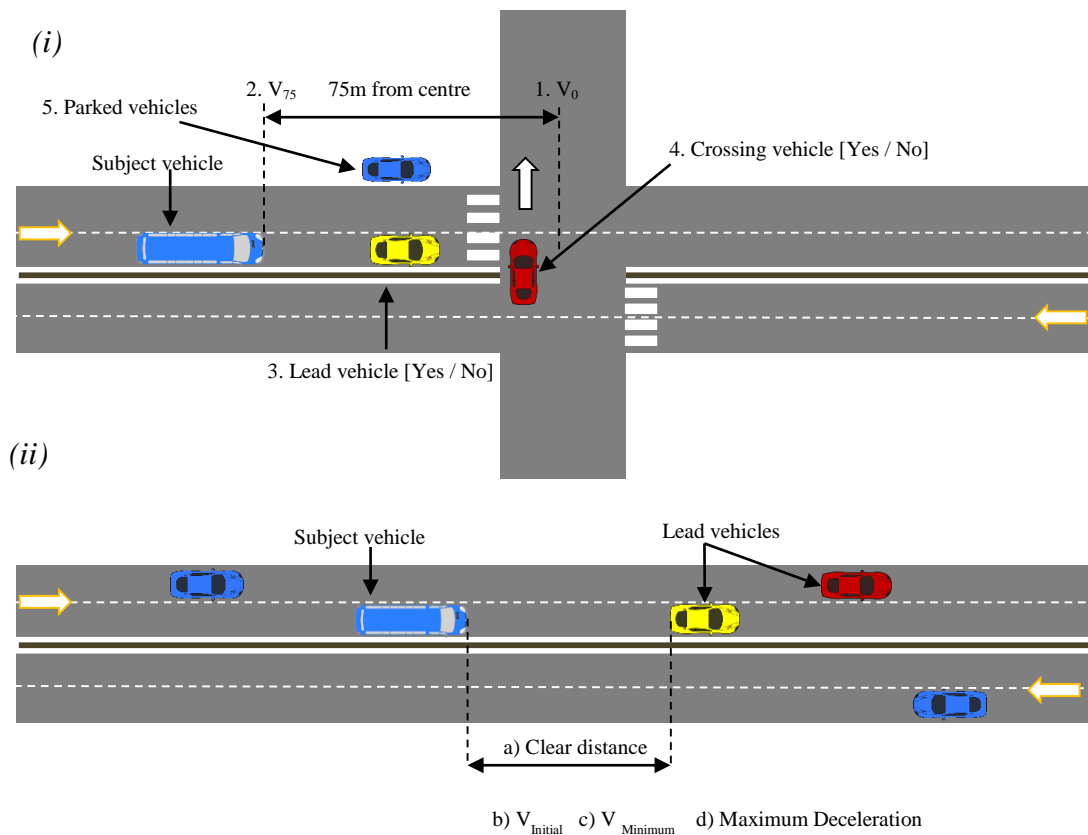 (i)
2. V75 75m from centre 1. V0
5. Parked vehicles
4. Crossing vehicle [Yes / No]
Subject vehicle
3. Lead vehicle [Yes / No]
(ii)
Subject vehicle Lead vehicles
a) Clear distance
b) VInitial c) V Minimum d) Maximum Deceleration